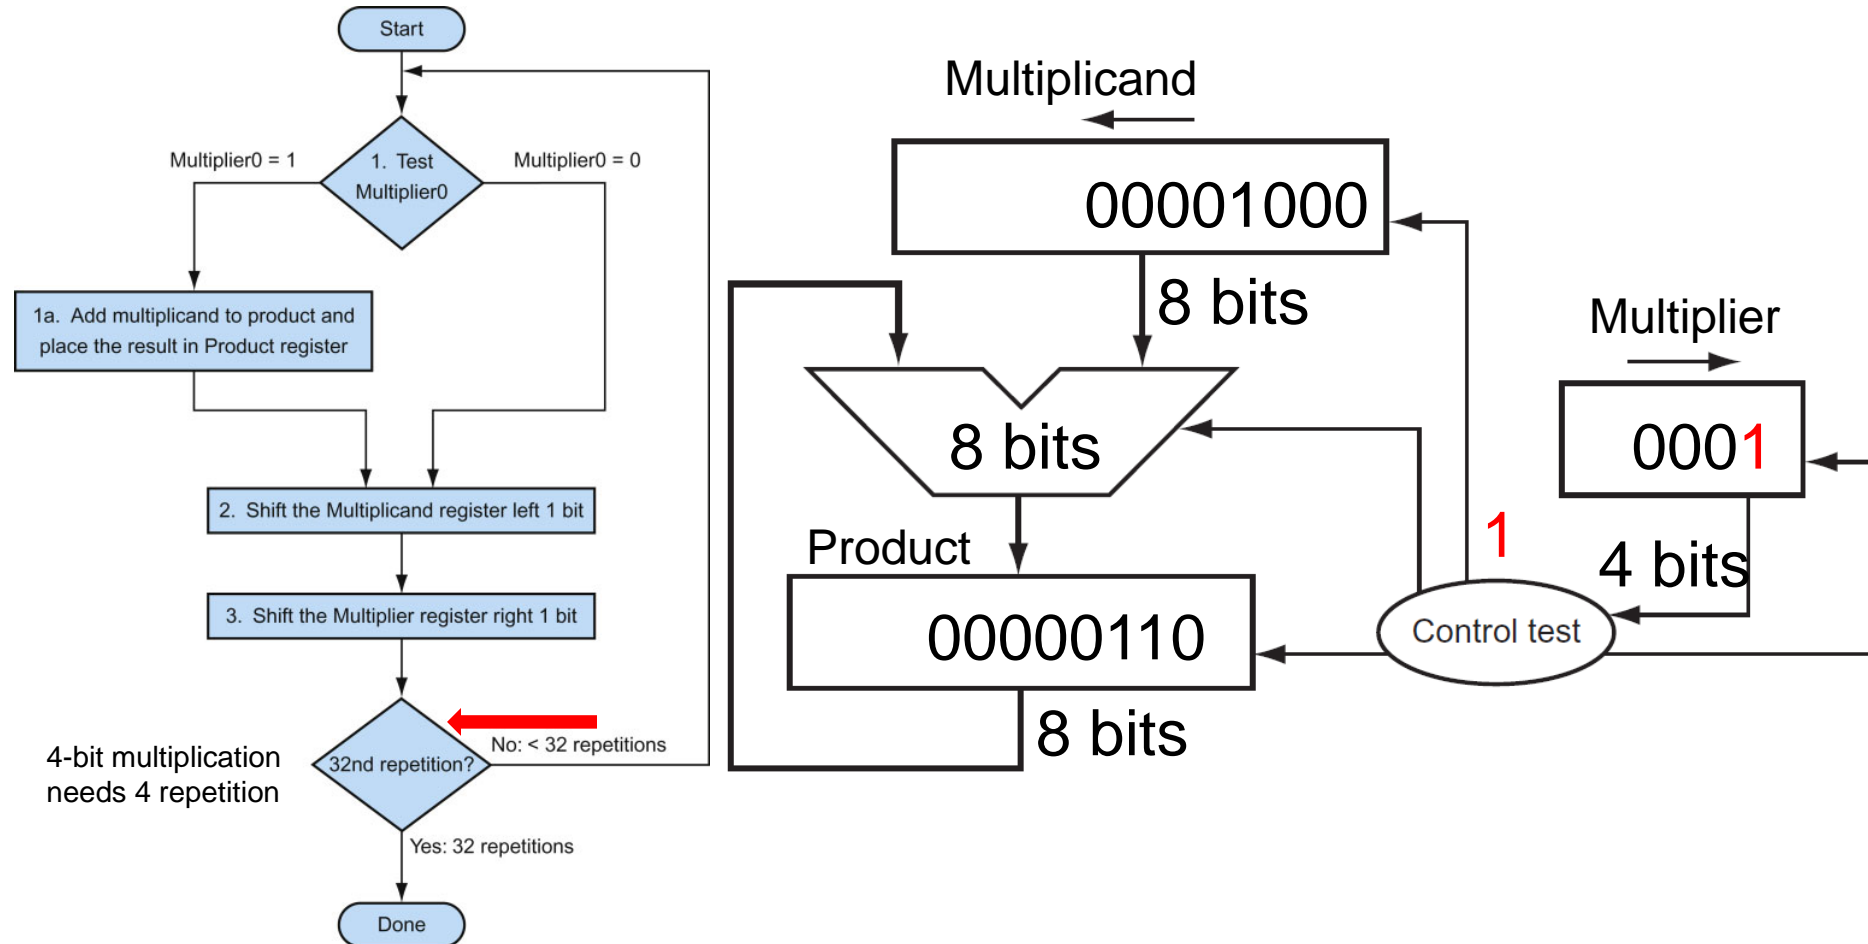 Start
Multiplier0 = 1
1. Test
Multiplier0
Multiplier0 = 0
1a. Add multiplicand to product and
place the result in Product register
2. Shift the Multiplicand register left 1 bit
3. Shift the Multiplier register right 1 bit
32nd repetition?
No: < 32 repetitions
4-bit multiplication
needs 4 repetition
Yes: 32 repetitions
Done
Multiplicand
00001000
8 bits
Multiplier
0001
8 bits
1
4 bits
Product
00000110
Control test
8 bits